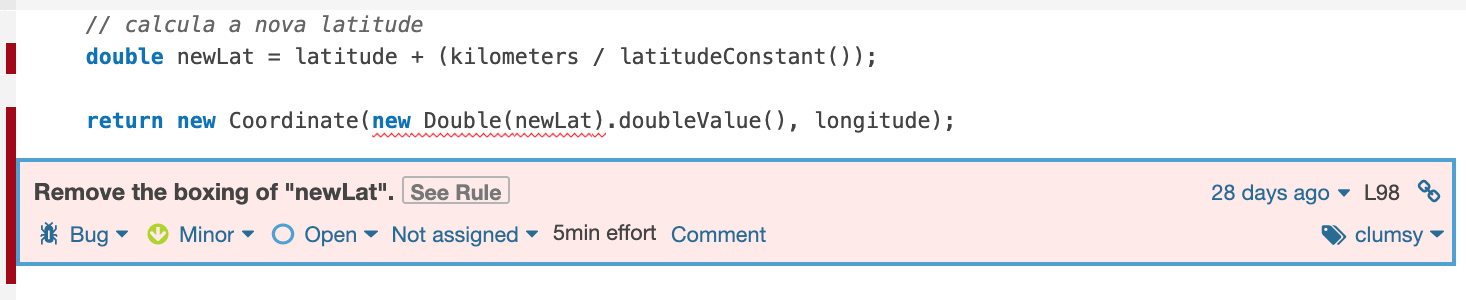 // calcula a nova latitude
double newLat = latitude + (kilometers / latitudeConstant());
return new Coordinate(new Double(newLat).doubleValue(), longitude);
Remove the boxing of "newLat". See Rule 28 days ago L98
Bug Minor Open Not assigned 5min effort Comment clumsy